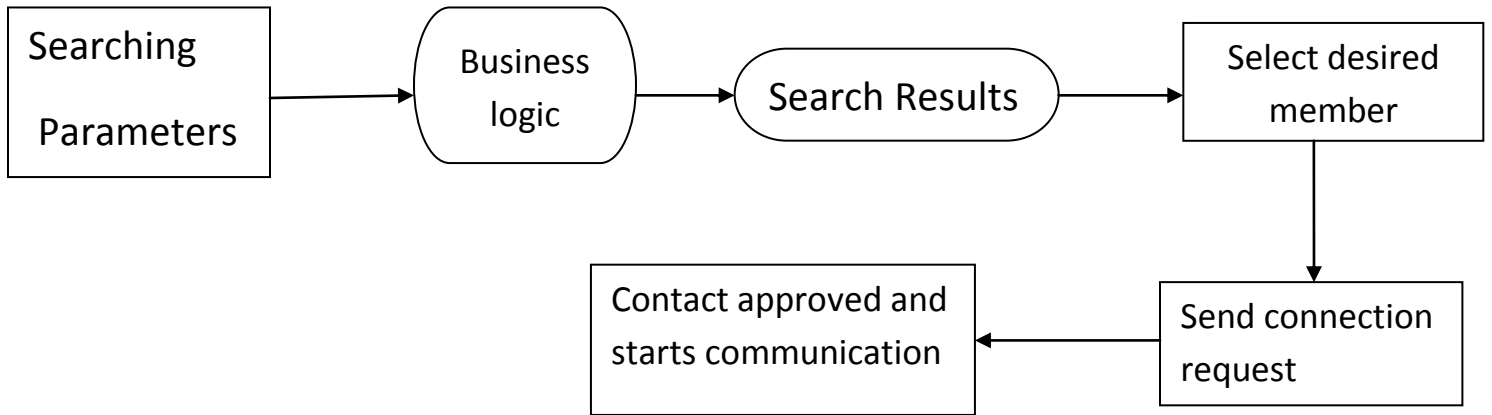 Searching
Parameters
Business
logic
Search Results
Select desired
member
Send connection
request
Contact approved and
starts communication